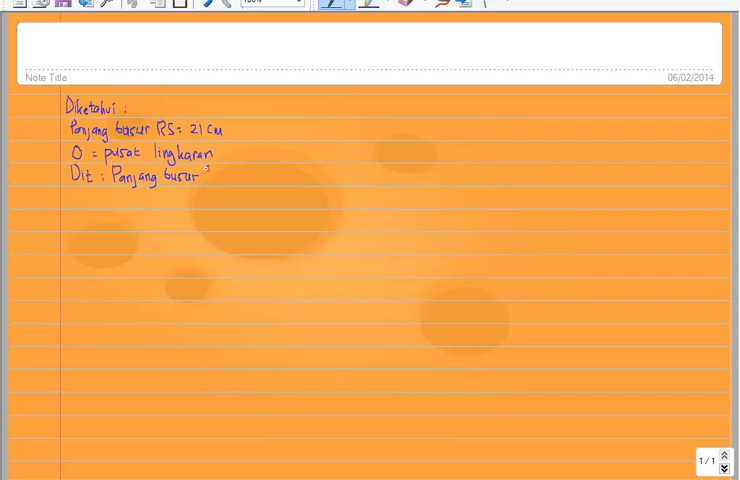 Note Title
06/02/2014
Diketahui :
Panjang busur RS = 21 cm
O = pusat lingkaran
Dit : Panjang busur
1 / 1